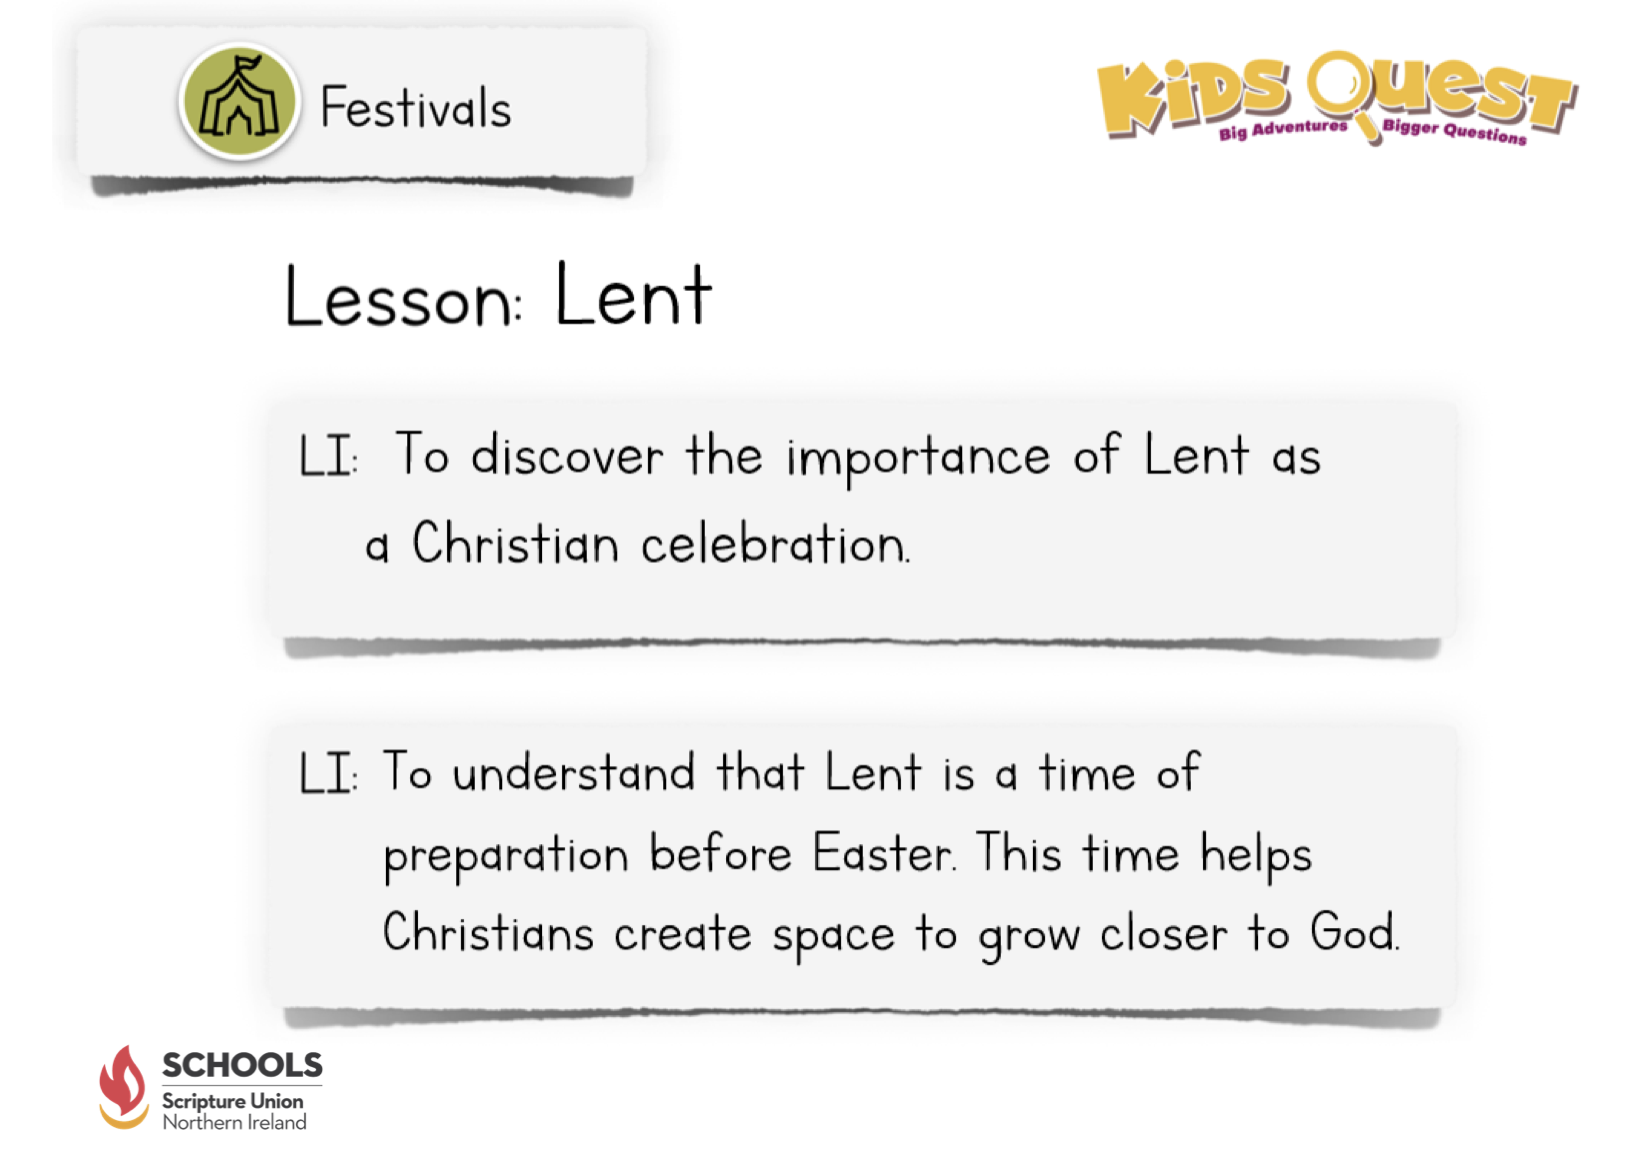 Festivals
KiDS QUEST
Big Adventures Bigger Questions
Lesson: Lent
LI: To discover the importance of Lent as
a Christian celebration.
LI: To understand that Lent is a time of
preparation before Easter. This time helps
Christians create space to grow closer to God.
SCHOOLS
Scripture Union
Northern Ireland